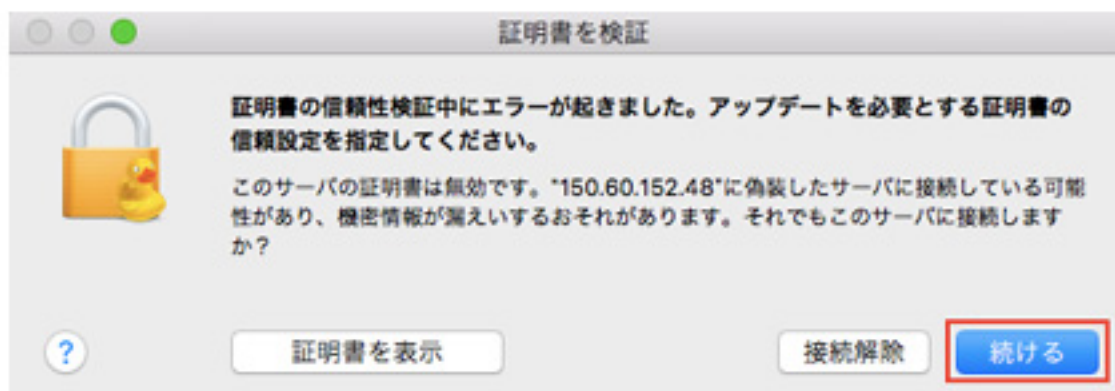 証明書を検証
証明書の信頼性検証中にエラーが起きました。アップデートを必要とする証明書の
信頼設定を指定してください。
このサーバの証明書は無効です。"150.60.152.48"に偽装したサーバに接続している可能
性があり、機密情報が漏えいするおそれがあります。それでもこのサーバに接続します
か？
?
証明書を表示
接続解除
続ける